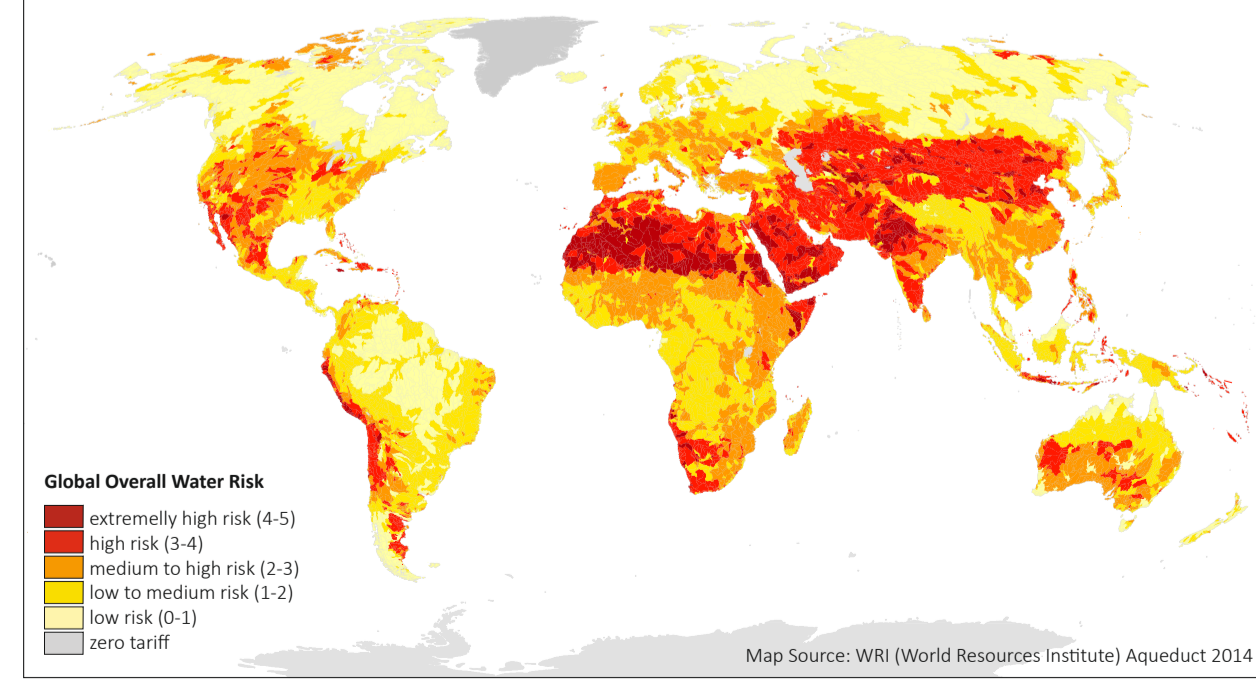 Global Overall Water Risk
extremelly high risk (4-5)
high risk (3-4)
medium to high risk (2-3)
low to medium risk (1-2)
low risk (0-1)
zero tariff
Map Source: WRI (World Resources Institute) Aqueduct 2014